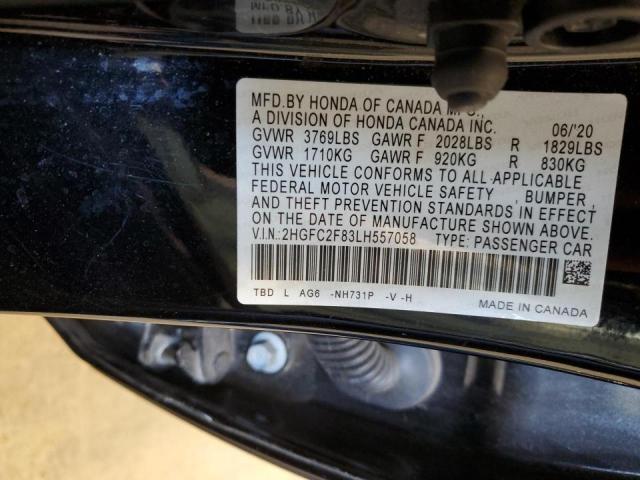 MFD.BY HONDA OF CANADA MFG.,
A DIVISION OF HONDA CANADA INC. 06/'20
GVWR 3769LBS GAWR F 2028LBS R 1829LBS
GVWR 1710KG GAWR F 920KG R 830KG
THIS VEHICLE CONFORMS TO ALL APPLICABLE
FEDERAL MOTOR VEHICLE SAFETY , BUMPER,
AND THEFT PREVENTION STANDARDS IN EFFECT
ON THE DATE OF MANUFACTURE SHOWN ABOVE.
V.I.N.:2HGFC2F83LH557058 TYPE: PASSENGER CAR
TBD L AG6 -NH731P -V -H
MADE IN CANADA